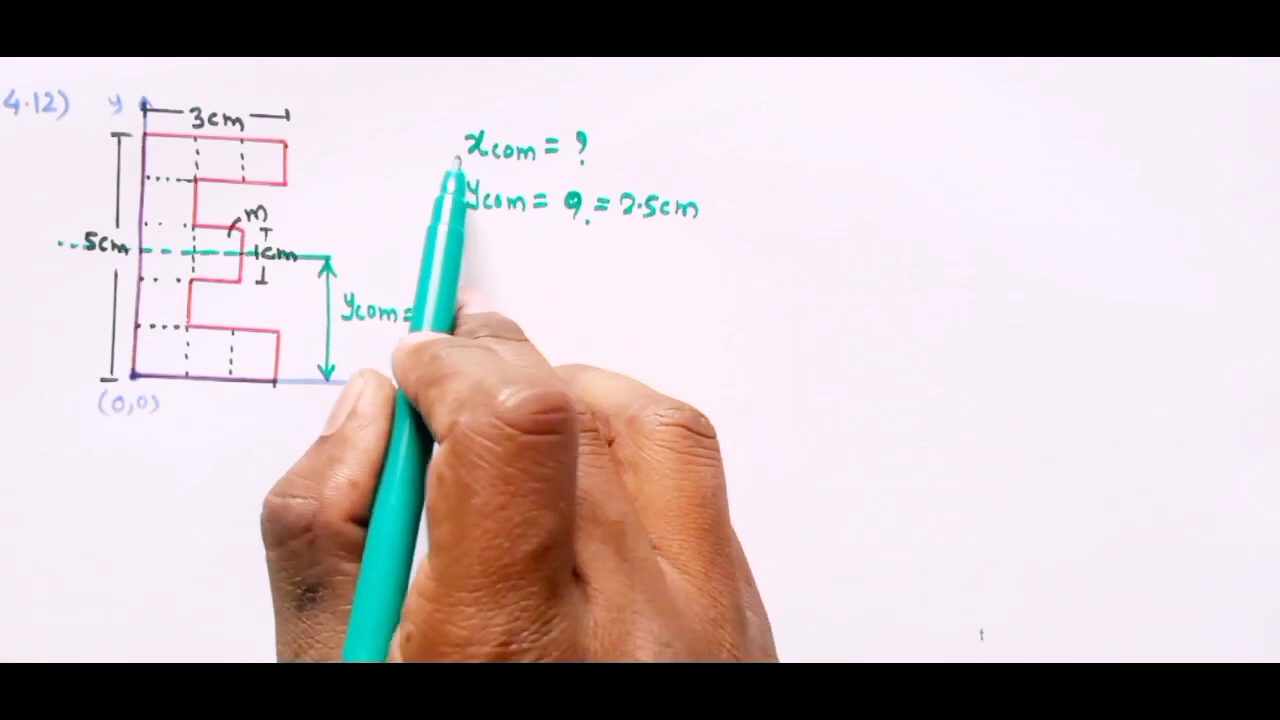 4.12)
y
3cm
xcom = ?
ycom = ? = 2.5cm
m
5cm
1cm
ycom=
(0,0)